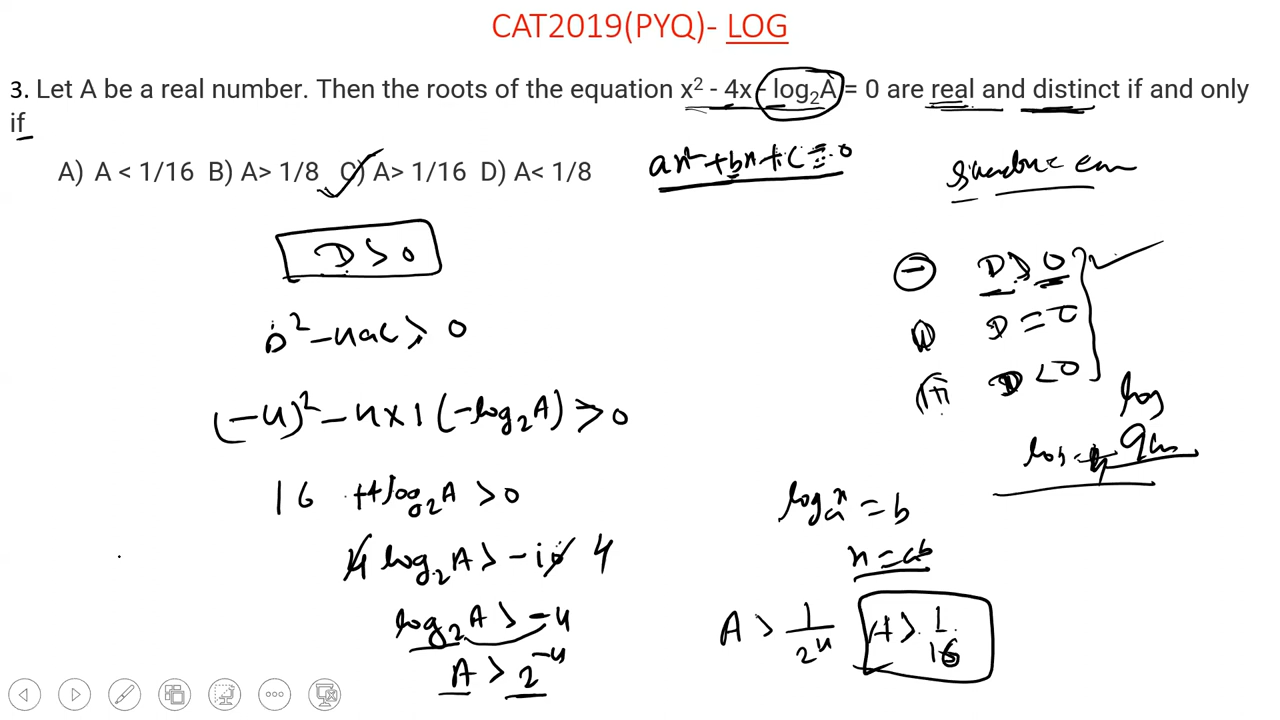 CAT2019(PYQ)- LOG
3. Let A be a real number. Then the roots of the equation x² - 4x - log₂A = 0 are real and distinct if and only
if
A) A < 1/16 B) A> 1/8 C) A> 1/16 D) A< 1/8
ax² + bx + c = 0
D > 0
b² - 4ac > 0
(-4)² - 4x1 (-log₂A) > 0
16 + 4log₂A > 0
4 log₂A > -16 4
log₂A > -4
A > 2⁻⁴
D > 0
D = 0
D < 0
log
logₐx = b
x = aᵇ
A > 1/2⁴ A > 1/16